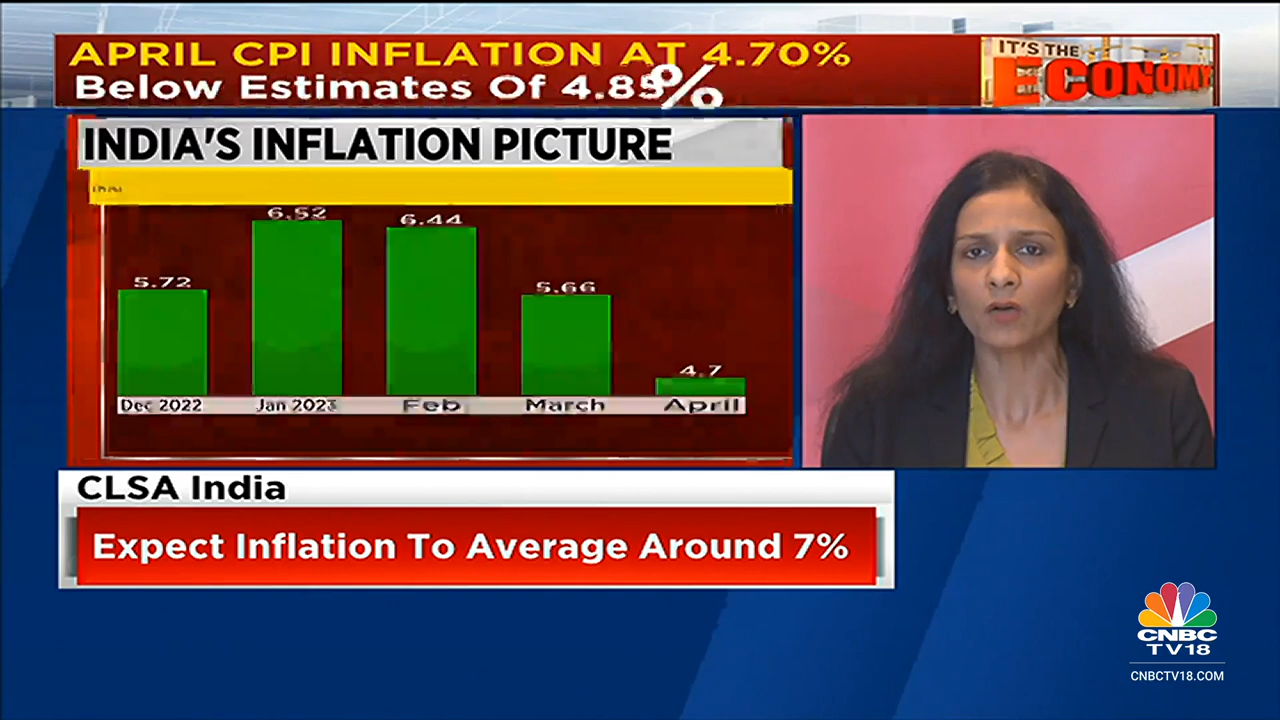 APRIL CPI INFLATION AT 4.70%
Below Estimates Of 4.85%
IT'S THE
ECONOMY
INDIA'S INFLATION PICTURE
5.72
6.52
6.44
5.66
4.7
Dec 2022
Jan 2023
Feb
March
April
CLSA India
Expect Inflation To Average Around 7%
CNBC
TV18
CNBCTV18.COM